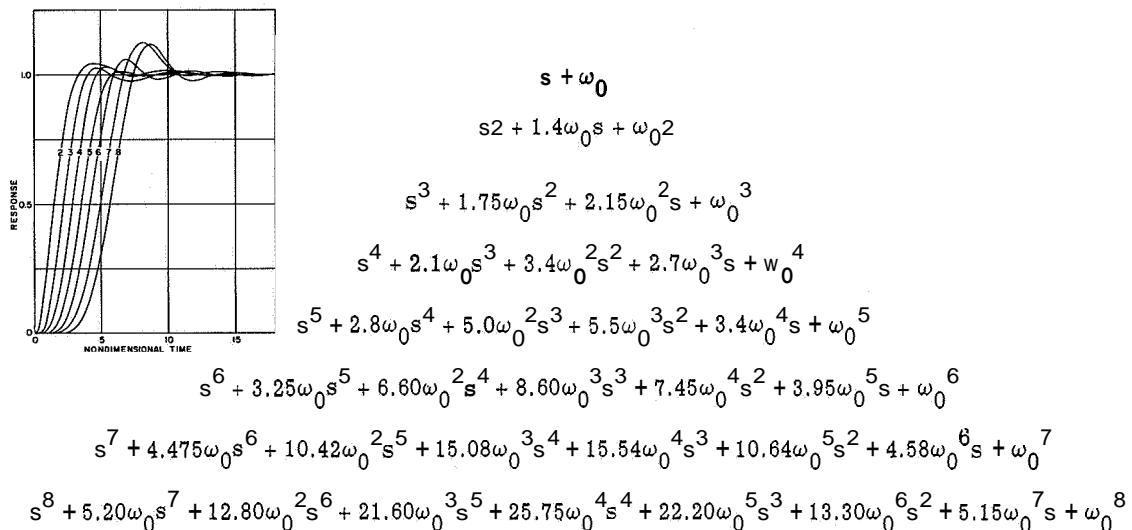 1.0
0.5
0
RESPONSE
2 3 4 5 6 7 8
0 5 10 15
NONDIMENSIONAL TIME
s + ω₀
s2 + 1.4ω₀s + ω₀2
s³ + 1.75ω₀s² + 2.15ω₀²s + ω₀³
s⁴ + 2.1ω₀s³ + 3.4ω₀²s² + 2.7ω₀³s + w₀⁴
s⁵ + 2.8ω₀s⁴ + 5.0ω₀²s³ + 5.5ω₀³s² + 3.4ω₀⁴s + ω₀⁵
s⁶ + 3.25ω₀s⁵ + 6.60ω₀²s⁴ + 8.60ω₀³s³ + 7.45ω₀⁴s² + 3.95ω₀⁵s + ω₀⁶
s⁷ + 4.475ω₀s⁶ + 10.42ω₀²s⁵ + 15.08ω₀³s⁴ + 15.54ω₀⁴s³ + 10.64ω₀⁵s² + 4.58ω₀⁶s + ω₀⁷
s⁸ + 5.20ω₀s⁷ + 12.80ω₀²s⁶ + 21.60ω₀³s⁵ + 25.75ω₀⁴s⁴ + 22.20ω₀⁵s³ + 13.30ω₀⁶s² + 5.15ω₀⁷s + ω₀⁸